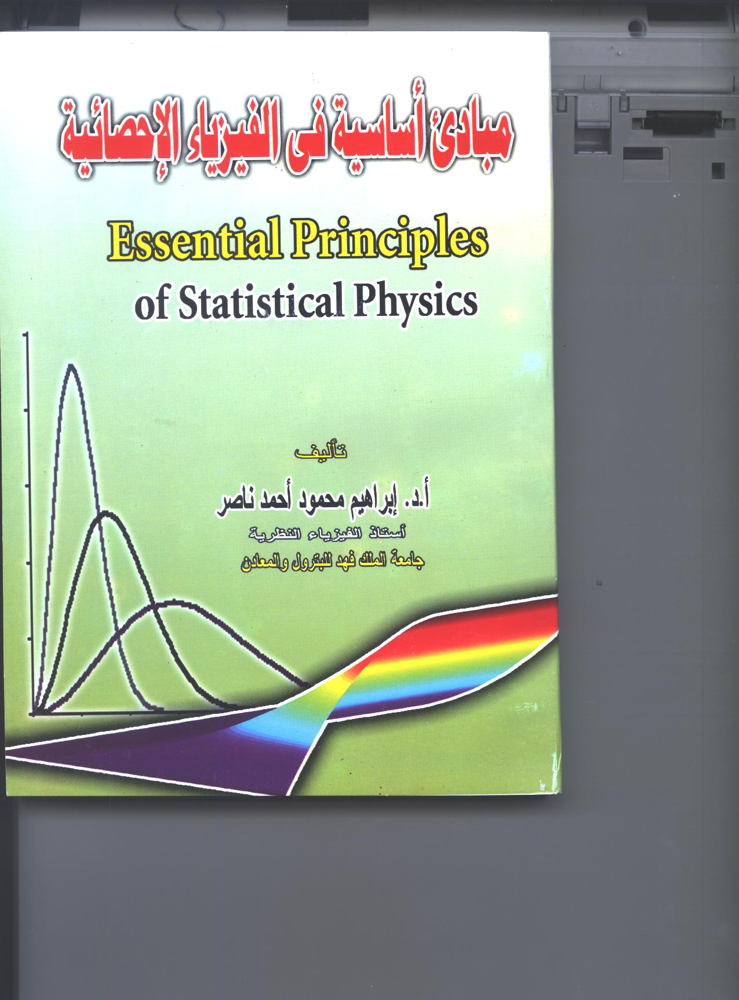 مبادئ أساسية فى الفيزياء الإحصائية
Essential Principles
of Statistical Physics
تأليف
أ.د. إبراهيم محمود أحمد ناصر
أستاذ الفيزياء النظرية
جامعة الملك فهد للبترول والمعادن